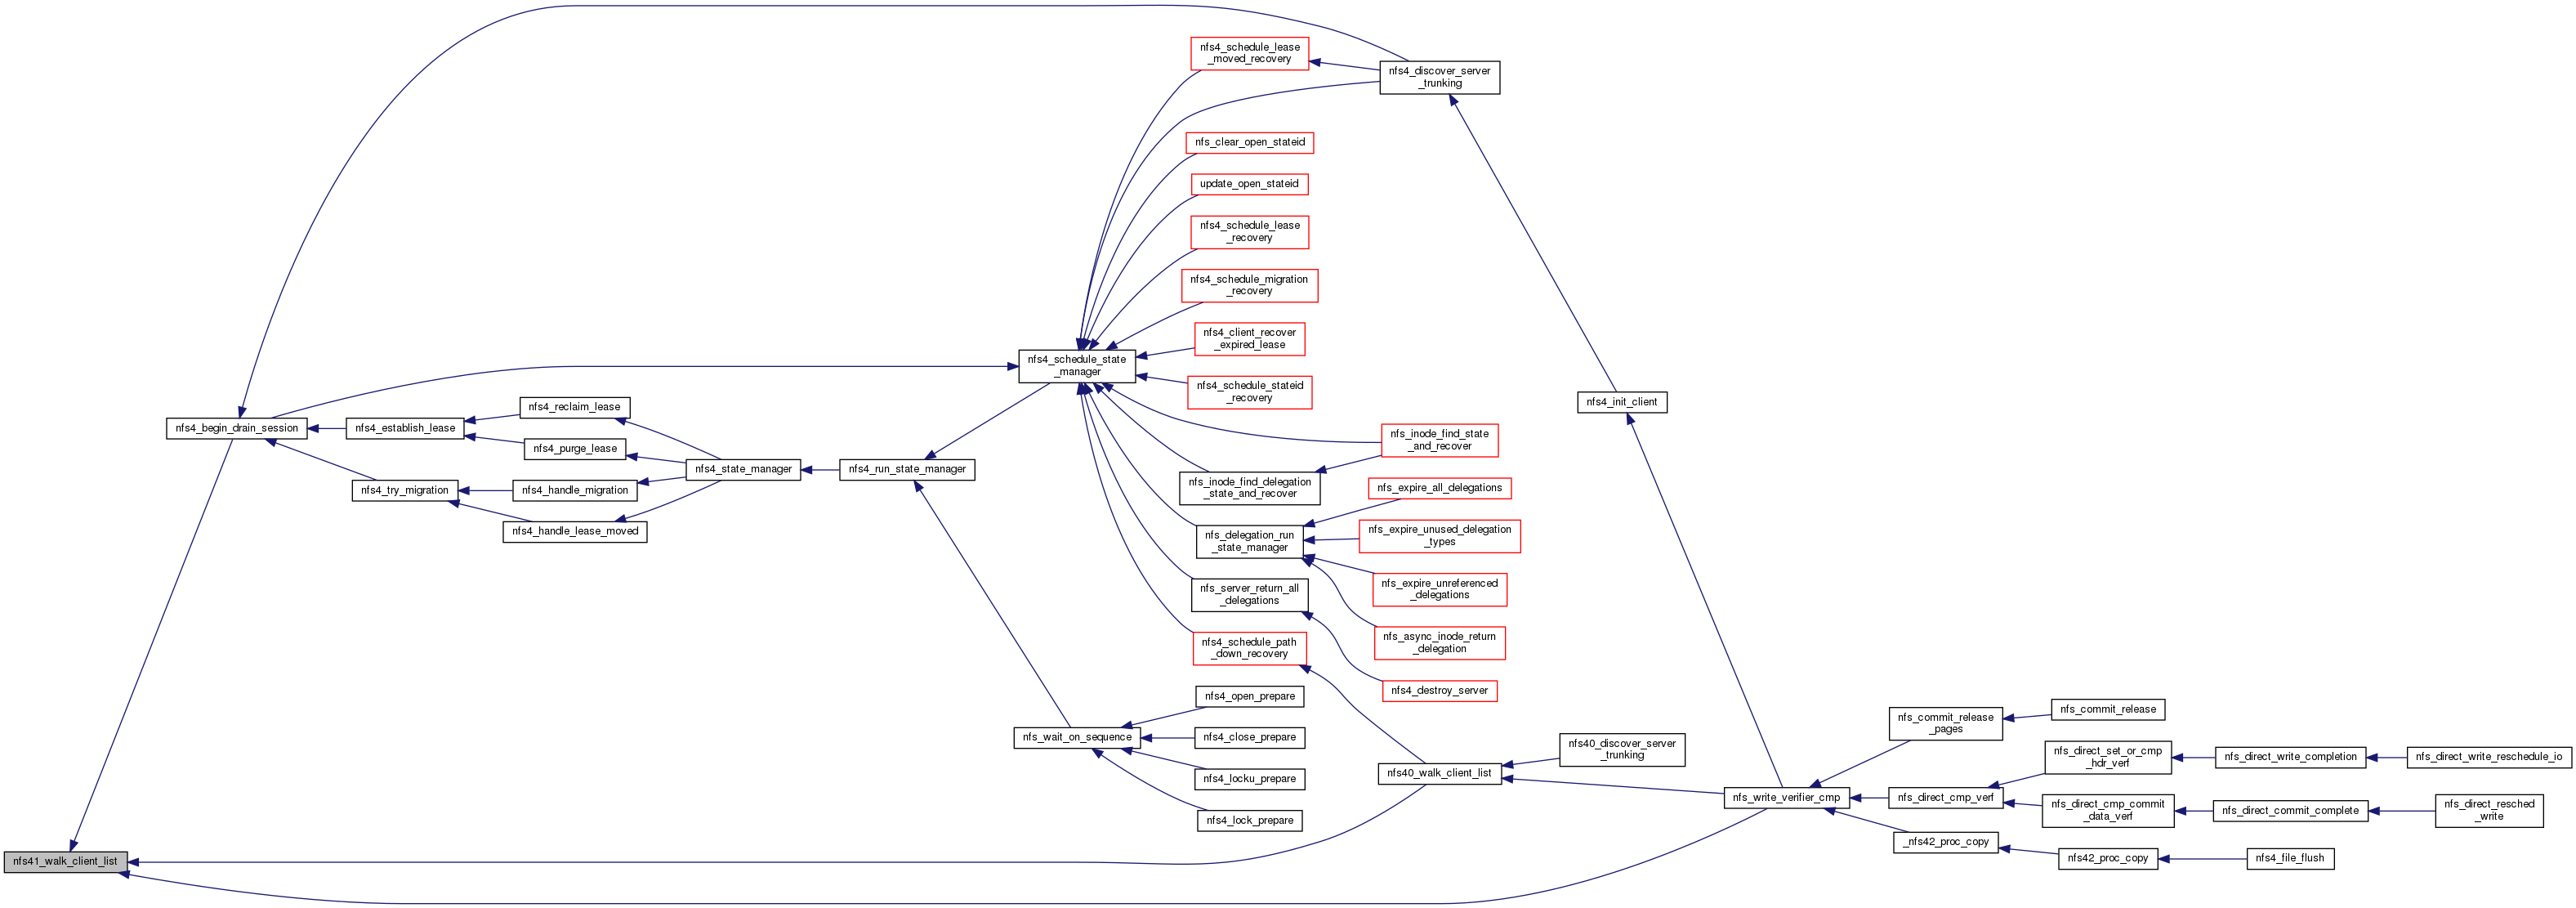 nfs4_schedule_lease
_moved_recovery
nfs4_discover_server
_trunking
nfs_clear_open_stateid
update_open_stateid
nfs4_schedule_lease
_recovery
nfs4_schedule_migration
_recovery
nfs4_client_recover
_expired_lease
nfs4_schedule_state
_manager
nfs4_schedule_stateid
_recovery
nfs4_init_client
nfs4_reclaim_lease
nfs4_begin_drain_session
nfs4_establish_lease
nfs4_purge_lease
nfs_inode_find_state
_and_recover
nfs4_state_manager
nfs4_run_state_manager
nfs4_try_migration
nfs4_handle_migration
nfs_inode_find_delegation
_state_and_recover
nfs_expire_all_delegations
nfs4_handle_lease_moved
nfs_delegation_run
_state_manager
nfs_expire_unused_delegation
_types
nfs_expire_unreferenced
_delegations
nfs_server_return_all
_delegations
nfs_async_inode_return
_delegation
nfs4_schedule_path
_down_recovery
nfs4_destroy_server
nfs4_open_prepare
nfs_wait_on_sequence
nfs4_close_prepare
nfs4_locku_prepare
nfs4_lock_prepare
nfs40_discover_server
_trunking
nfs40_walk_client_list
nfs_write_verifier_cmp
nfs_commit_release
_pages
nfs_commit_release
nfs_direct_set_or_cmp
_hdr_verf
nfs_direct_write_completion
nfs_direct_write_reschedule_io
nfs_direct_cmp_verf
nfs_direct_cmp_commit
_data_verf
nfs_direct_commit_complete
nfs_direct_resched
_write
_nfs42_proc_copy
nfs42_proc_copy
nfs4_file_flush
nfs41_walk_client_list